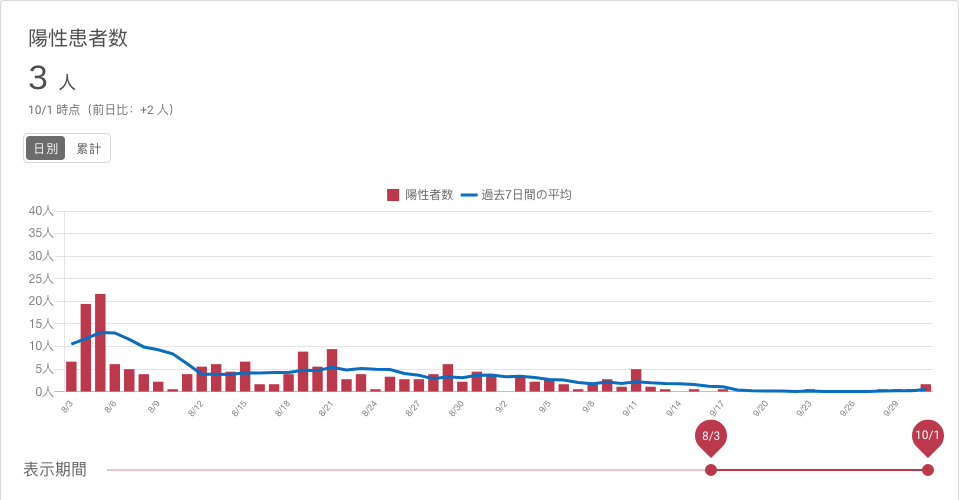 陽性患者数
3 人
10/1 時点（前日比：+2 人）
日別 累計
陽性者数 過去7日間の平均
40人
35人
30人
25人
20人
15人
10人
5人
0人
8/3 8/6 8/9 8/12 8/15 8/18 8/21 8/24 8/27 8/30 9/2 9/5 9/8 9/11 9/14 9/17 9/20 9/23 9/26 9/29
8/3 10/1
表示期間